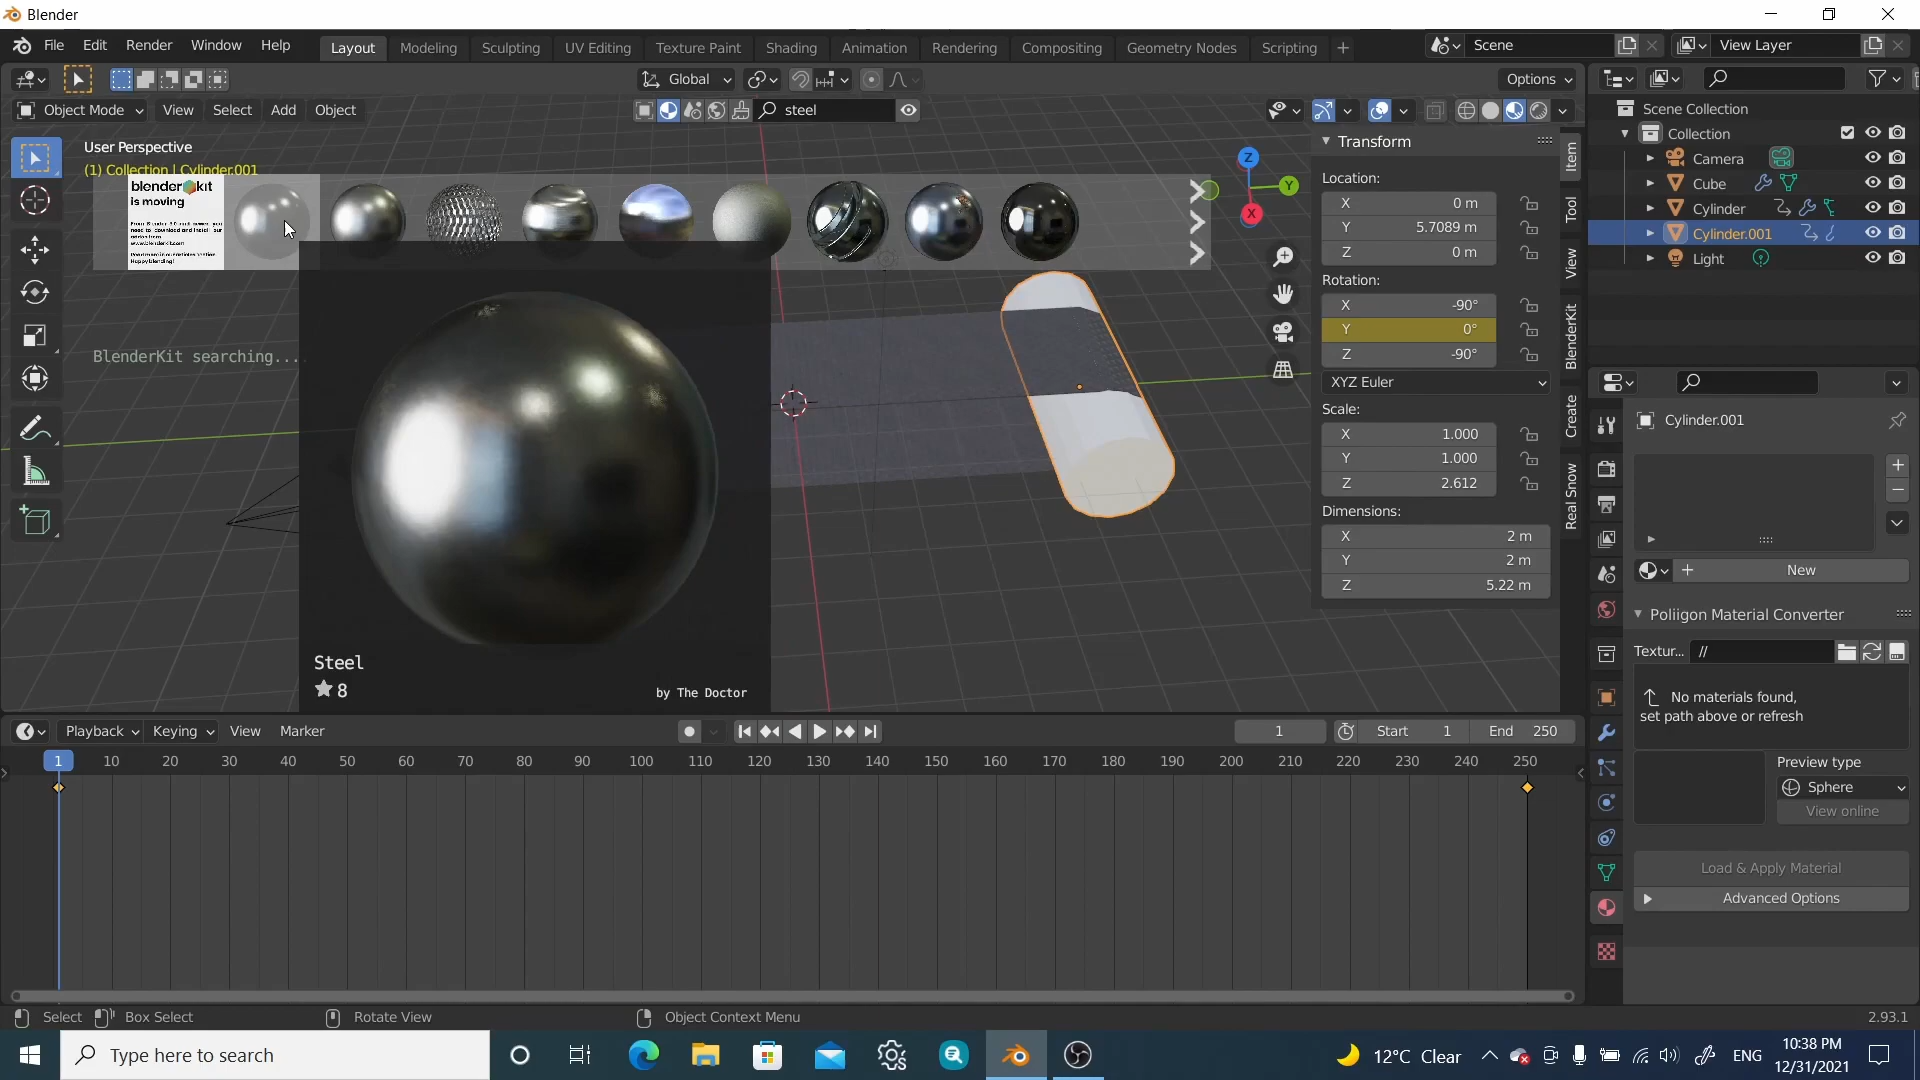 Blender
File Edit Render Window Help
Layout Modeling Sculpting UV Editing Texture Paint Shading Animation Rendering Compositing Geometry Nodes Scripting
Scene
View Layer
Global
Options
Object Mode View Select Add Object
steel
User Perspective
(1) Collection | Cylinder.001
blenderkit
is moving
BlenderKit searching...
Steel
8
by The Doctor
Transform
Location:
X 0 m
Y 5.7089 m
Z 0 m
Rotation:
X -90°
Y 0°
Z -90°
XYZ Euler
Scale:
X 1.000
Y 1.000
Z 2.612
Dimensions:
X 2 m
Y 2 m
Z 5.22 m
Item
Tool
View
BlenderKit
Create
Real Snow
Z
Y
X
Scene Collection
Collection
Camera
Cube
Cylinder
Cylinder.001
Light
Cylinder.001
New
Poliigon Material Converter
Textur... //
No materials found,
set path above or refresh
Preview type
Sphere
View online
Load & Apply Material
Advanced Options
Playback Keying View Marker
1
Start 1
End 250
1 10 20 30 40 50 60 70 80 90 100 110 120 130 140 150 160 170 180 190 200 210 220 230 240 250
Select Box Select Rotate View Object Context Menu
2.93.1
Type here to search
12°C Clear
ENG
10:38 PM
12/31/2021